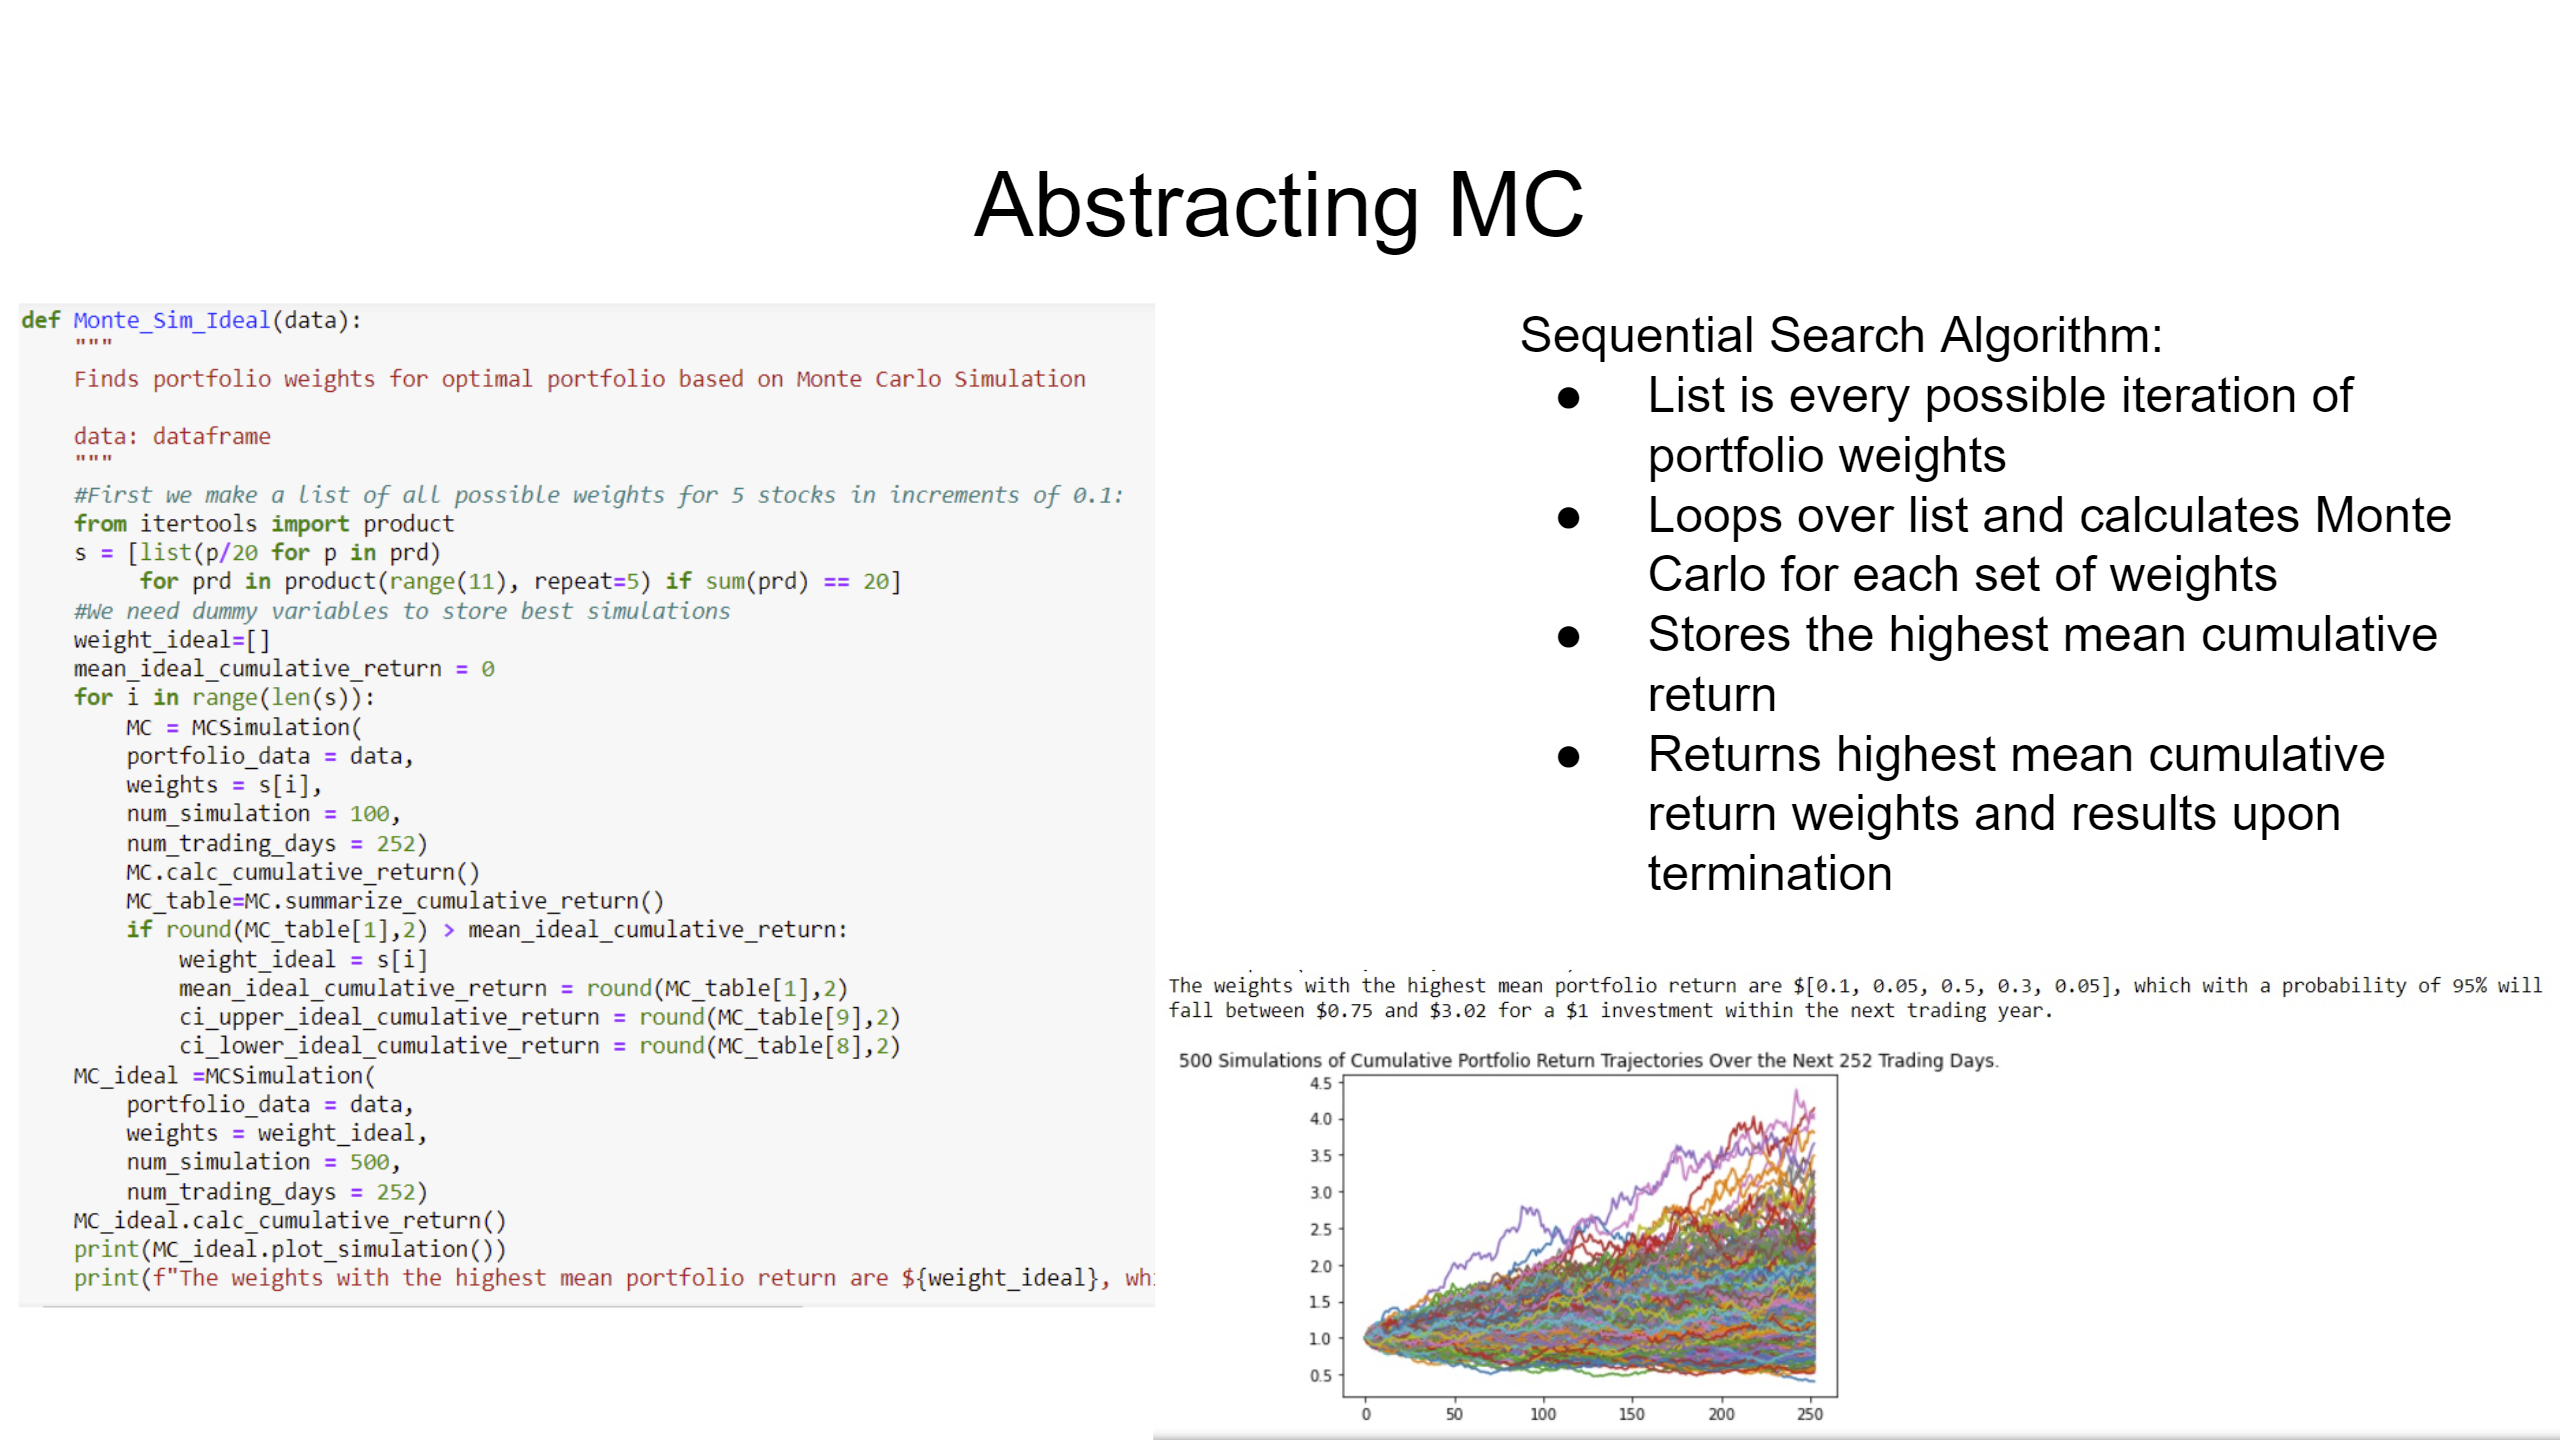 Abstracting MC
def Monte_Sim_Ideal(data):
"""
Finds portfolio weights for optimal portfolio based on Monte Carlo Simulation
data: dataframe
"""
#First we make a list of all possible weights for 5 stocks in increments of 0.1:
from itertools import product
s = [list(p/20 for p in prd)
for prd in product(range(11), repeat=5) if sum(prd) == 20]
#We need dummy variables to store best simulations
weight_ideal=[]
mean_ideal_cumulative_return = 0
for i in range(len(s)):
MC = MCSimulation(
portfolio_data = data,
weights = s[i],
num_simulation = 100,
num_trading_days = 252)
MC.calc_cumulative_return()
MC_table=MC.summarize_cumulative_return()
if round(MC_table[1],2) > mean_ideal_cumulative_return:
weight_ideal = s[i]
mean_ideal_cumulative_return = round(MC_table[1],2)
ci_upper_ideal_cumulative_return = round(MC_table[9],2)
ci_lower_ideal_cumulative_return = round(MC_table[8],2)
MC_ideal =MCSimulation(
portfolio_data = data,
weights = weight_ideal,
num_simulation = 500,
num_trading_days = 252)
MC_ideal.calc_cumulative_return()
print(MC_ideal.plot_simulation())
print(f"The weights with the highest mean portfolio return are ${weight_ideal},
Sequential Search Algorithm:
● List is every possible iteration of
portfolio weights
● Loops over list and calculates Monte
Carlo for each set of weights
● Stores the highest mean cumulative
return
● Returns highest mean cumulative
return weights and results upon
termination
The weights with the highest mean portfolio return are $[0.1, 0.05, 0.5, 0.3, 0.05], which with a probability of 95% will
fall between $0.75 and $3.02 for a $1 investment within the next trading year.
500 Simulations of Cumulative Portfolio Return Trajectories Over the Next 252 Trading Days.
4.5
4.0
3.5
3.0
2.5
2.0
1.5
1.0
0.5
0 50 100 150 200 250